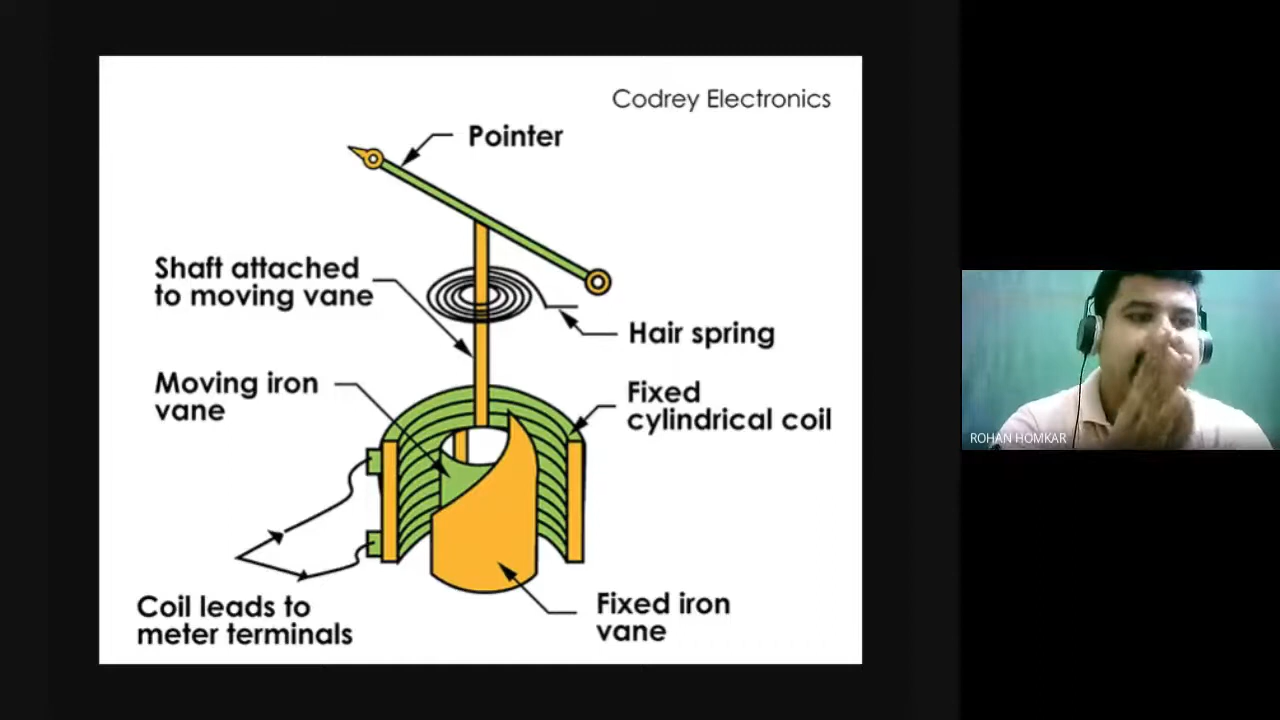 Codrey Electronics
Pointer
Shaft attached
to moving vane
Hair spring
Moving iron
vane
Fixed
cylindrical coil
Coil leads to
meter terminals
Fixed iron
vane
ROHAN HOMKAR